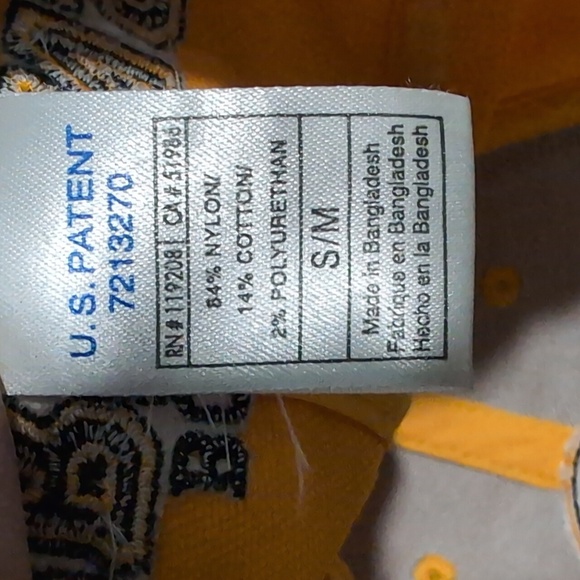 U.S.PATENT
7213270
RN#119208 | CA#57986
84% NYLON/
14% COTTON/
2% POLYURETHAN
S/M
Made in Bangladesh
Fabriqué en Bangladesh
Hecho en la Bangladesh